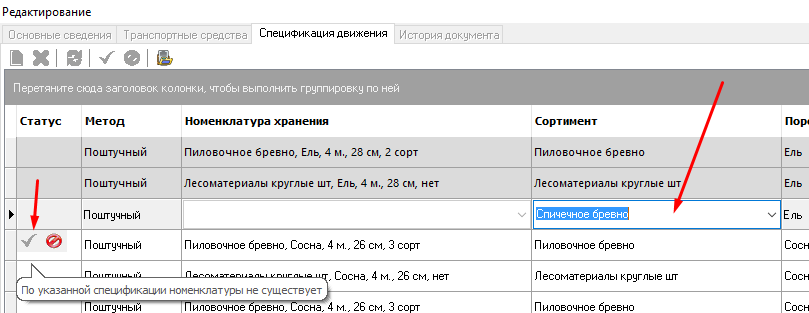 Редактирование
Основные сведения Транспортные средства Спецификация движения История документа
Перетяните сюда заголовок колонки, чтобы выполнить группировку по ней
Статус Метод Номенклатура хранения Сортимент Поро
Поштучный Пиловочное бревно, Ель, 4 м., 28 см, 2 сорт Пиловочное бревно Ель
Поштучный Лесоматериалы круглые шт, Ель, 4 м., 28 см, нет Лесоматериалы круглые шт Ель
Поштучный Спичечное бревно Ель
Поштучный Пиловочное бревно, Сосна, 4 м., 26 см, 3 сорт Пиловочное бревно Сосн
Поштучный Лесоматериалы круглые шт, Сосна, 4 м., 26 см, нет Лесоматериалы круглые шт Сосн
По указанной спецификации номенклатуры не существует
Поштучный Пиловочное бревно, Сосна, 4 м., 26 см, 3 сорт Пиловочное бревно Сосн